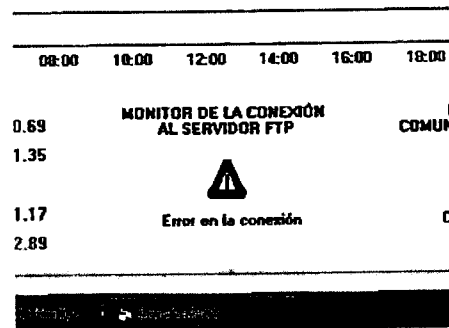 08:00 10:00 12:00 14:00 16:00 18:00
MONITOR DE LA CONEXIÓN
AL SERVIDOR FTP
COMUN
0.69
1.35
1.17
Error en la conexión
2.89